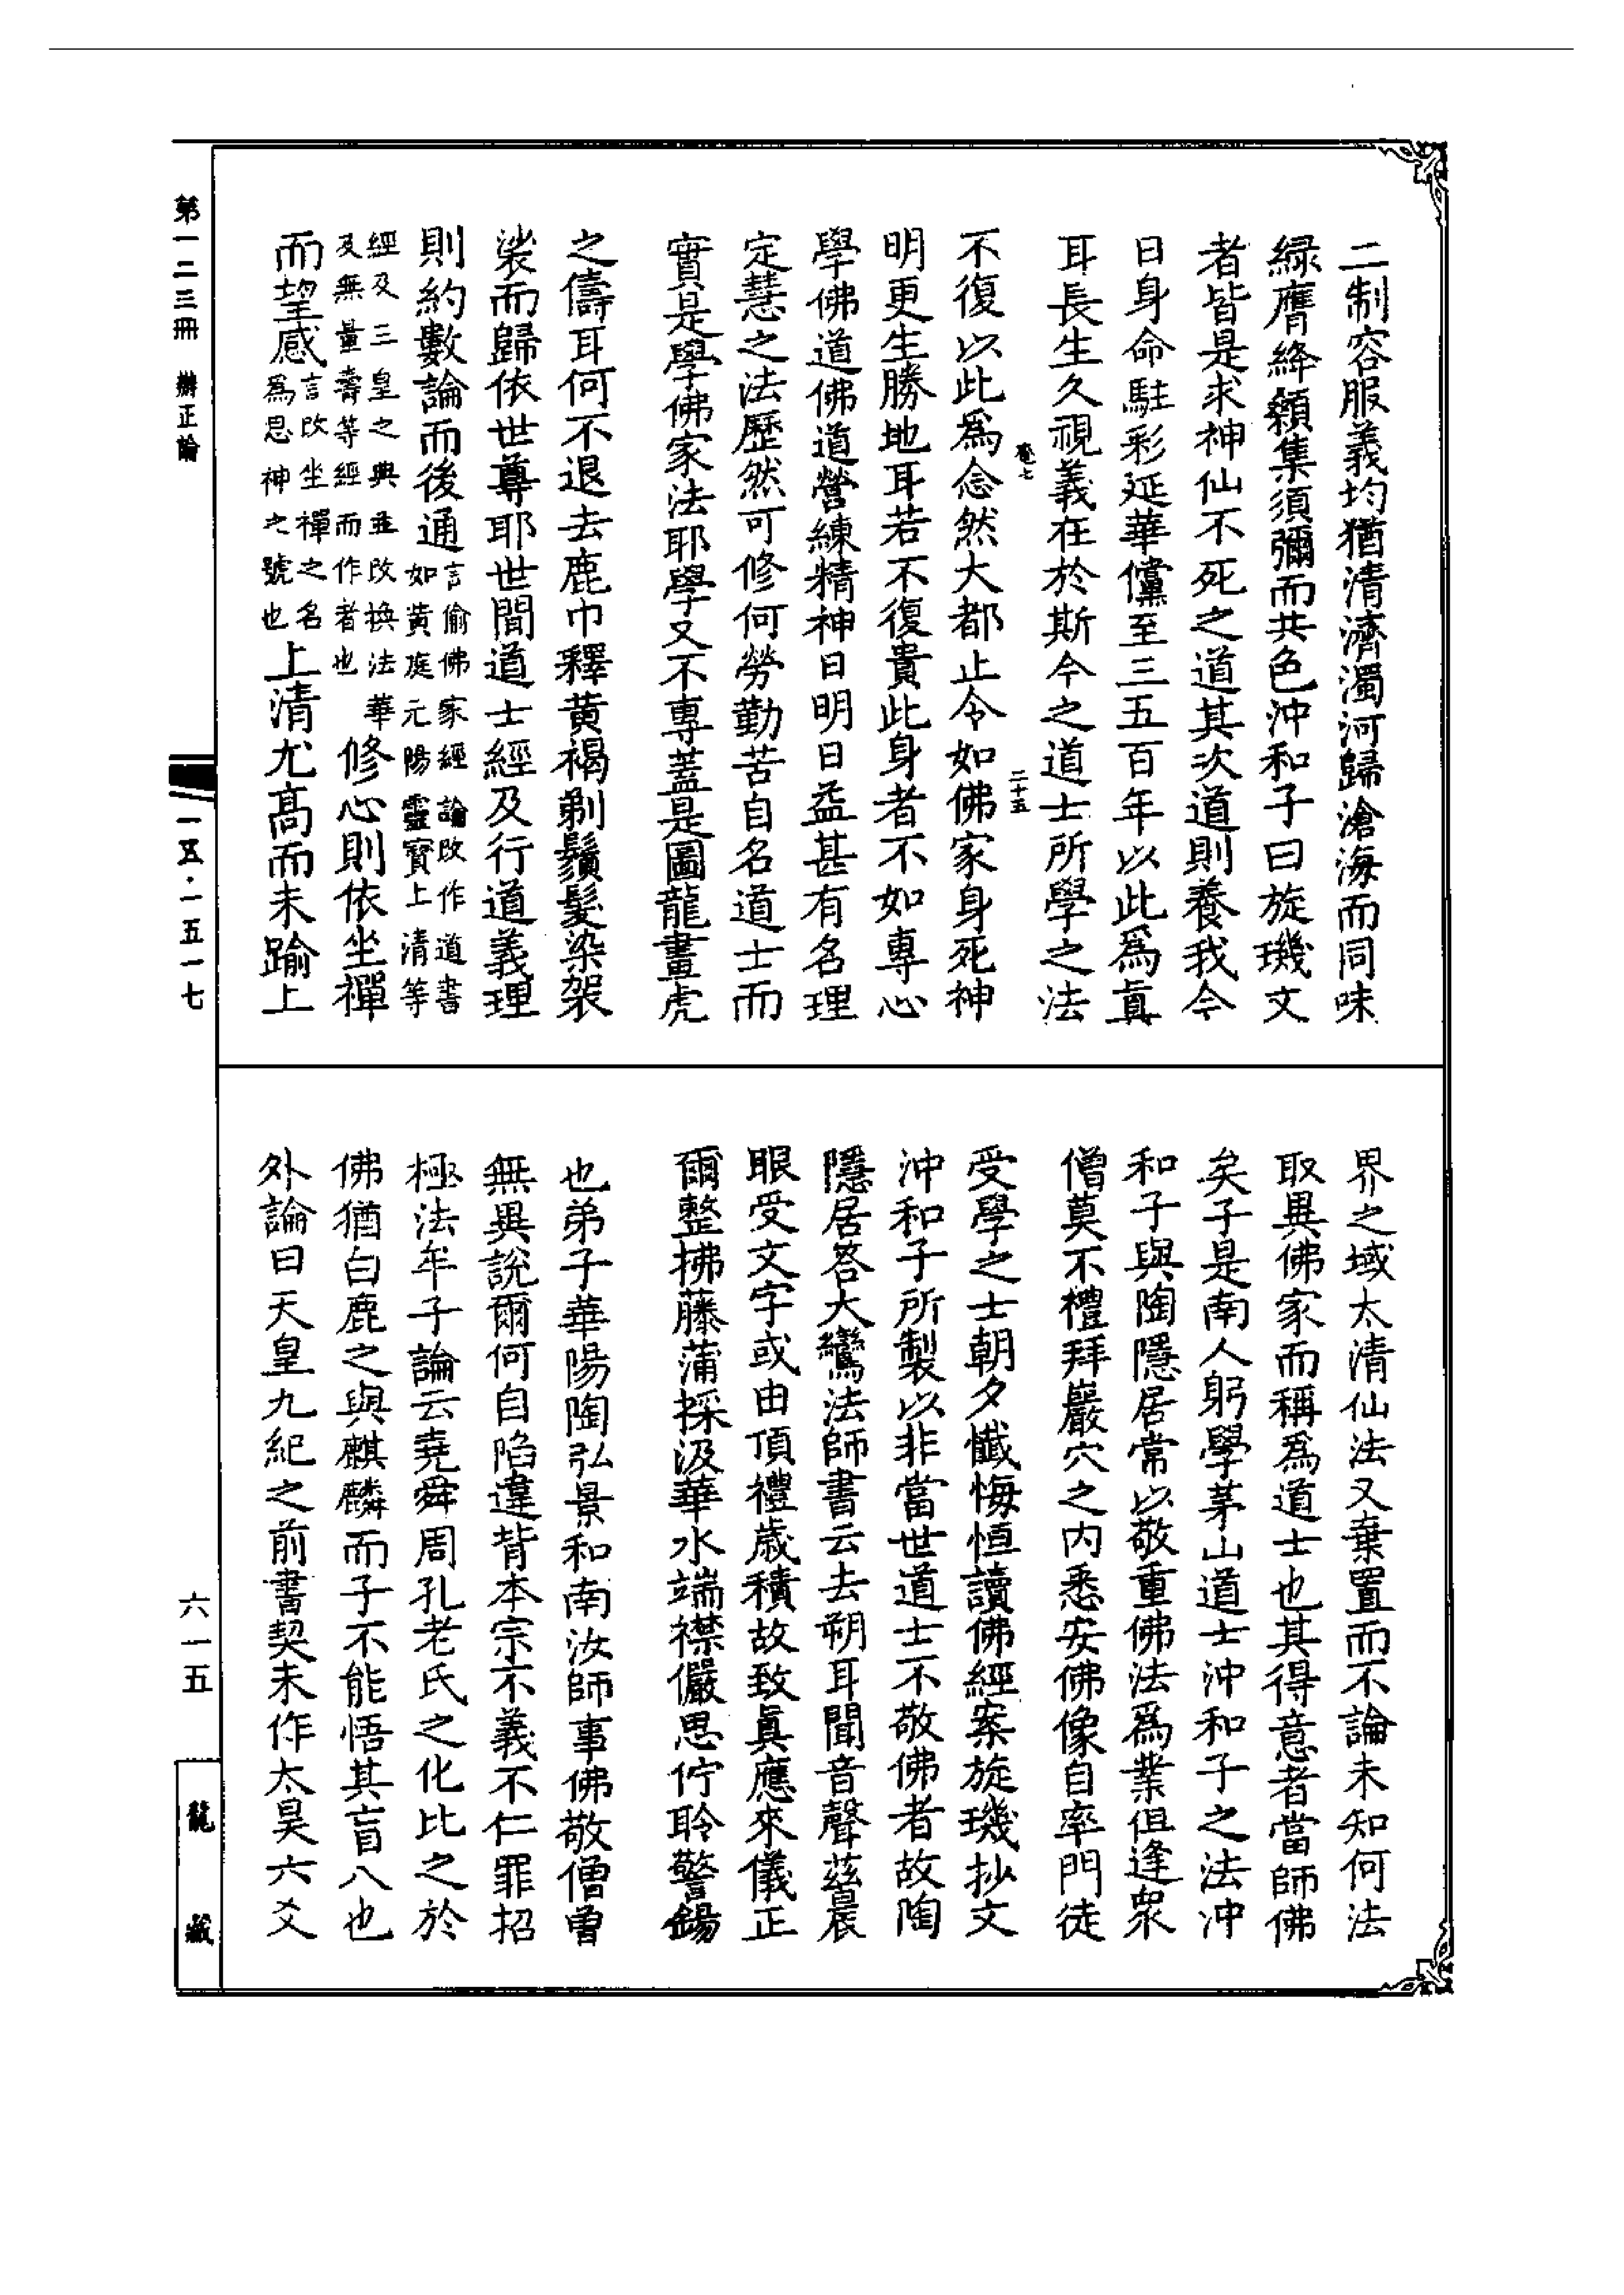 二制容服義均猶清濟濁河歸滄海而同味
緑膺絳顙集須彌而共色沖和子曰旋璣文
者皆是求神仙不死之道其次道則養我今
日身命駐彩延華儻至三五百年以此為眞
耳長生久視義在於斯今之道士所學之法
卷七 二十五
不復以此為念然大都止令如佛家身死神
明更生勝地耳若不復貴此身者不如專心
學佛道佛道營練精神日明日益甚有名理
定慧之法歷然可修何勞勤苦自名道士而
實是學佛家法耶學又不專蓋是圖龍畫虎
之儔耳何不退去鹿巾釋黄褐剃鬚髮染袈
裟而歸依世尊耶世間道士經及行道義理
則約數論而後通言偷佛家經論改作道書如黄庭元陽靈寶上清等
經及三皇之典並改換法華及無量壽等經而作者也修心則依坐禪
而望感言改坐禪之名為思神之號也上清尤高而未踰上
界之域太清仙法又棄置而不論未知何法
取異佛家而稱為道士也其得意者當師佛
矣子是南人躬學茅山道士沖和子之法沖
和子與陶隱居常以敬重佛法為業但逢衆
僧莫不禮拜巖穴之内悉安佛像自率門徒
受學之士朝夕懺悔恒讀佛經案旋璣抄文
沖和子所製以非當世道士不敬佛者故陶
隱居答大鸞法師書云去朔耳聞音聲茲晨
眼受文字或由頂禮歲積故致眞應來儀正
爾整拂藤蒲採汲華水端襟儼思佇聆警錫
也弟子華陽陶弘景和南汝師事佛敬僧曽
無異説爾何自陷違背本宗不義不仁罪招
極法牟子論云堯舜周孔老氏之化比之於
佛猶白鹿之與麒麟而子不能悟其盲八也
外論曰天皇九紀之前書契未作太昊六爻
第一二三冊 辯正論
一五·一五一七
六一五
龍藏